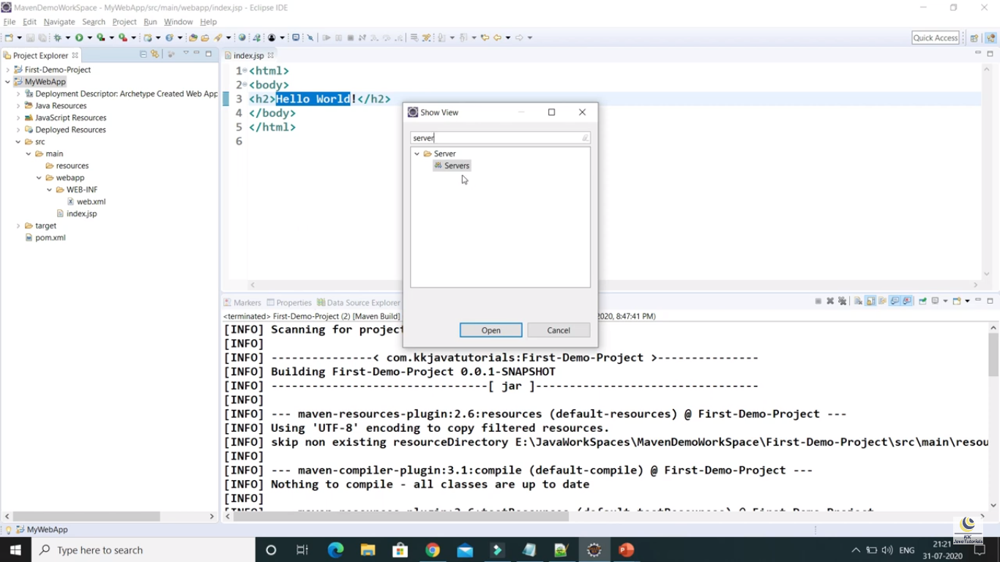 MavenDemoWorkSpace - MyWebApp/src/main/webapp/index.jsp - Eclipse IDE
File Edit Navigate Search Project Run Window Help
Quick Access
Project Explorer
First-Demo-Project
MyWebApp
Deployment Descriptor: Archetype Created Web App
Java Resources
JavaScript Resources
Deployed Resources
src
main
resources
webapp
WEB-INF
web.xml
index.jsp
target
pom.xml
index.jsp
1 <html>
2 <body>
3 <h2>Hello World!</h2>
4 </body>
5 </html>
6
Show View
server
Server
Servers
Open Cancel
Markers Properties Data Source Explorer
<terminated> First-Demo-Project (2) [Maven Build] 2020, 8:47:41 PM)
[INFO] Scanning for project
[INFO]
[INFO] ---------------< com.kkjavatutorials:First-Demo-Project >---------------
[INFO] Building First-Demo-Project 0.0.1-SNAPSHOT
[INFO] --------------------------------[ jar ]---------------------------------
[INFO]
[INFO] --- maven-resources-plugin:2.6:resources (default-resources) @ First-Demo-Project ---
[INFO] Using 'UTF-8' encoding to copy filtered resources.
[INFO] skip non existing resourceDirectory E:\JavaWorkSpaces\MavenDemoWorkSpace\First-Demo-Project\src\main\resou
[INFO]
[INFO] --- maven-compiler-plugin:3.1:compile (default-compile) @ First-Demo-Project ---
[INFO] Nothing to compile - all classes are up to date
[INFO]
MyWebApp
KK
JavaTutorials
Type here to search
ENG
21:21
31-07-2020